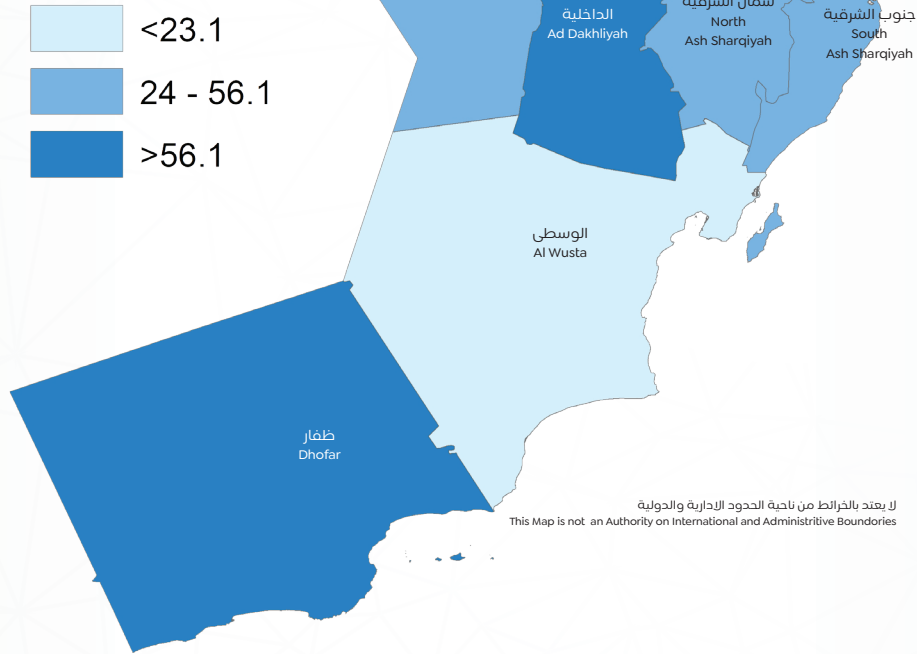 <23.1
24 - 56.1
>56.1
الداخلية
Ad Dakhliyah
شمال الشرقية
North
Ash Sharqiyah
جنوب الشرقية
South
Ash Sharqiyah
الوسطى
Al Wusta
ظفار
Dhofar
لا يعتد بالخرائط من ناحية الحدود الادارية والدولية
This Map is not an Authority on International and Administritive Boundories